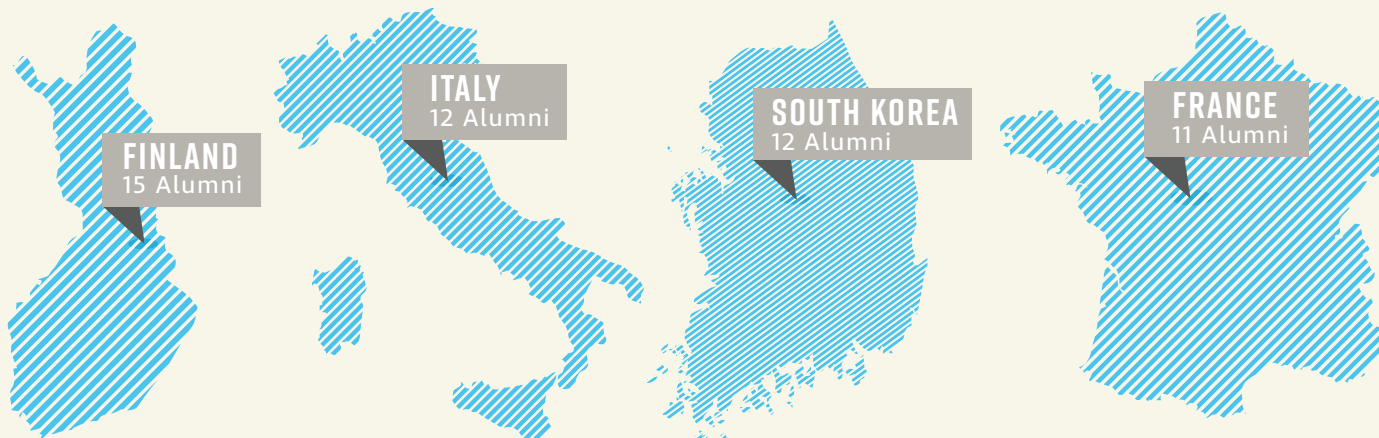 FINLAND
15 Alumni
ITALY
12 Alumni
SOUTH KOREA
12 Alumni
FRANCE
11 Alumni